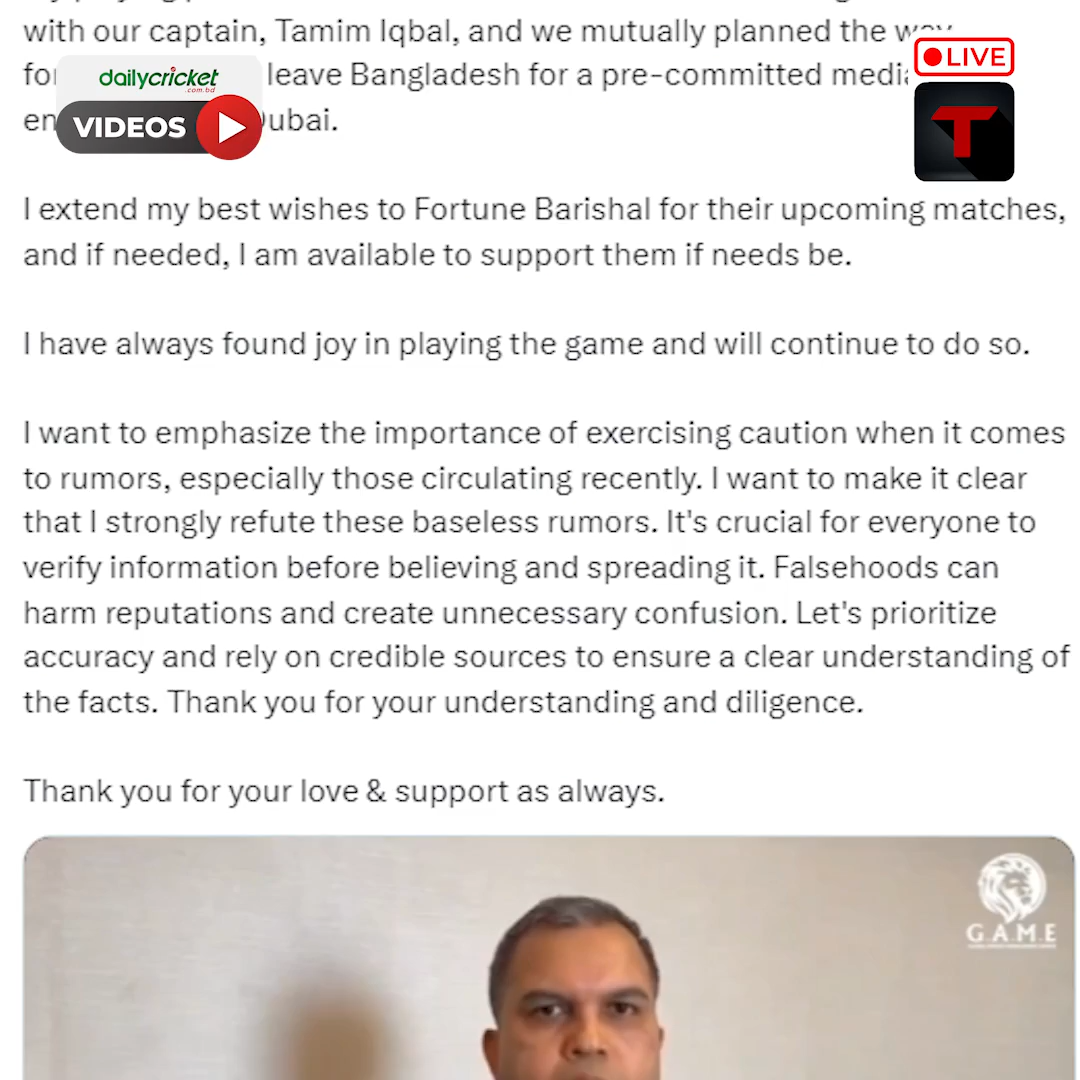 with our captain, Tamim Iqbal, and we mutually planned the way
LIVE
dailycricket
.com.bd
leave Bangladesh for a pre-committed media
VIDEOS
en
Dubai.
I extend my best wishes to Fortune Barishal for their upcoming matches,
and if needed, I am available to support them if needs be.
I have always found joy in playing the game and will continue to do so.
I want to emphasize the importance of exercising caution when it comes
to rumors, especially those circulating recently. I want to make it clear
that I strongly refute these baseless rumors. It's crucial for everyone to
verify information before believing and spreading it. Falsehoods can
harm reputations and create unnecessary confusion. Let's prioritize
accuracy and rely on credible sources to ensure a clear understanding of
the facts. Thank you for your understanding and diligence.
Thank you for your love & support as always.
G.A.M.E